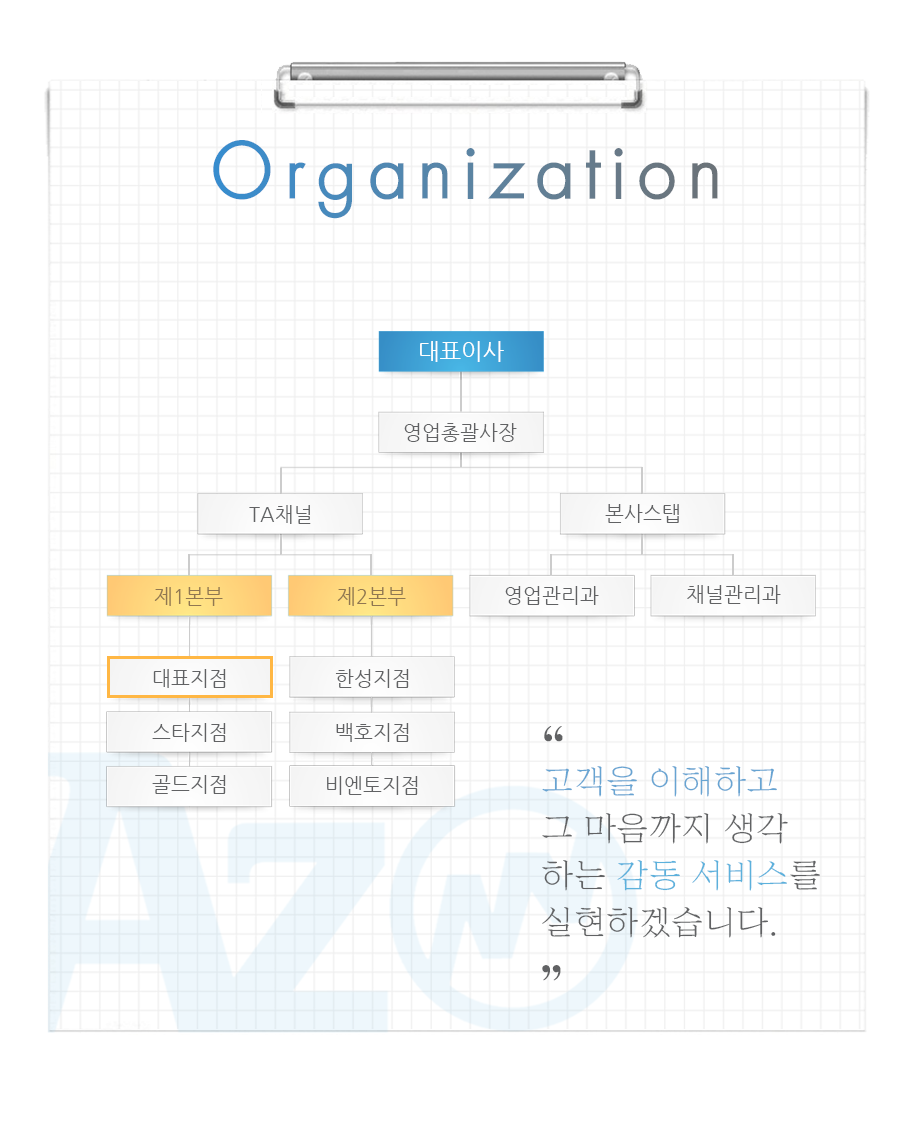 Organization
대표이사
영업총괄사장
TA채널
본사스탭
제1본부
제2본부
영업관리과
채널관리과
대표지점
한성지점
스타지점
백호지점
골드지점
비엔토지점
“
고객을 이해하고
그 마음까지 생각
하는 감동 서비스를
실현하겠습니다.
”
AZN